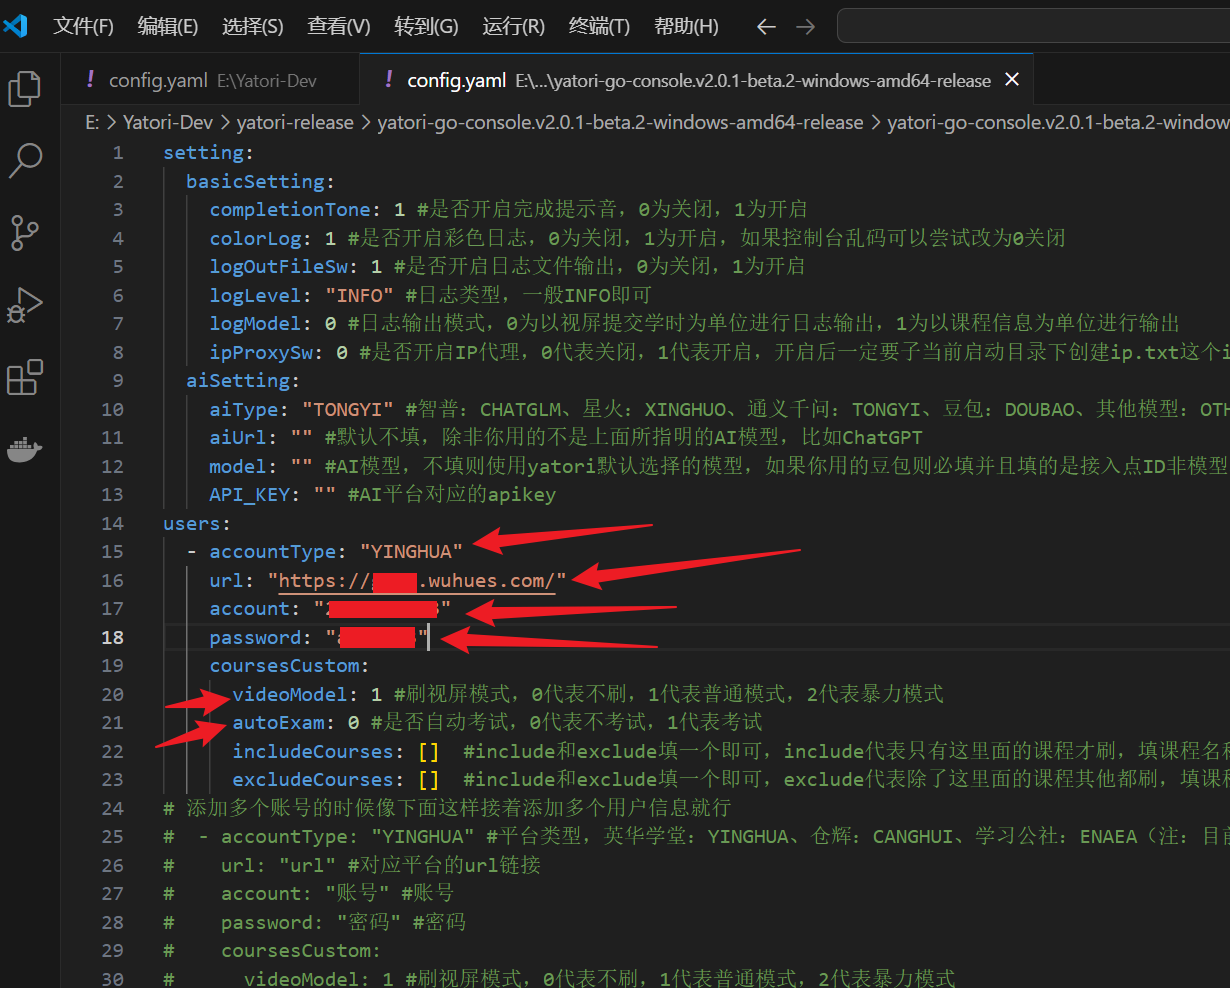 文件(F) 编辑(E) 选择(S) 查看(V) 转到(G) 运行(R) 终端(T) 帮助(H)
! config.yaml E:\Yatori-Dev ! config.yaml E:\...\yatori-go-console.v2.0.1-beta.2-windows-amd64-release
E: > Yatori-Dev > yatori-release > yatori-go-console.v2.0.1-beta.2-windows-amd64-release > yatori-go-console.v2.0.1-beta.2-window
1 setting:
2 basicSetting:
3 completionTone: 1 #是否开启完成提示音，0为关闭，1为开启
4 colorLog: 1 #是否开启彩色日志，0为关闭，1为开启，如果控制台乱码可以尝试改为0关闭
5 logOutFileSw: 1 #是否开启日志文件输出，0为关闭，1为开启
6 logLevel: "INFO" #日志类型，一般INFO即可
7 logModel: 0 #日志输出模式，0为以视屏提交学时为单位进行日志输出，1为以课程信息为单位进行输出
8 ipProxySw: 0 #是否开启IP代理，0代表关闭，1代表开启，开启后一定要子当前启动目录下创建ip.txt这个i
9 aiSetting:
10 aiType: "TONGYI" #智普：CHATGLM、星火：XINGHUO、通义千问：TONGYI、豆包：DOUBAO、其他模型：OTH
11 aiUrl: "" #默认不填，除非你用的不是上面所指明的AI模型，比如ChatGPT
12 model: "" #AI模型，不填则使用yatori默认选择的模型，如果你用的豆包则必填并且填的是接入点ID非模型
13 API_KEY: "" #AI平台对应的apikey
14 users:
15 - accountType: "YINGHUA"
16 url: "https:// .wuhues.com/"
17 account: "2 "
18 password: " "
19 coursesCustom:
20 videoModel: 1 #刷视屏模式，0代表不刷，1代表普通模式，2代表暴力模式
21 autoExam: 0 #是否自动考试，0代表不考试，1代表考试
22 includeCourses: [] #include和exclude填一个即可，include代表只有这里面的课程才刷，填课程名称
23 excludeCourses: [] #include和exclude填一个即可，exclude代表除了这里面的课程其他都刷，填课程
24 # 添加多个账号的时候像下面这样接着添加多个用户信息就行
25 # - accountType: "YINGHUA" #平台类型，英华学堂：YINGHUA、仓辉：CANGHUI、学习公社：ENAEA（注：目前
26 # url: "url" #对应平台的url链接
27 # account: "账号" #账号
28 # password: "密码" #密码
29 # coursesCustom:
30 # videoModel: 1 #刷视屏模式，0代表不刷，1代表普通模式，2代表暴力模式